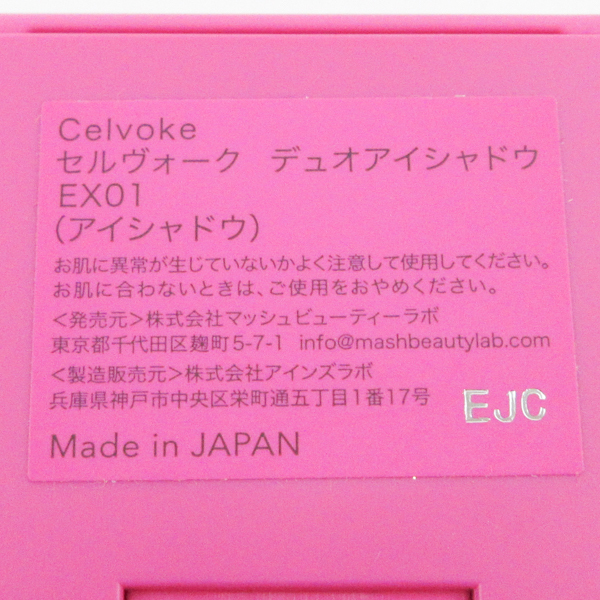 Celvoke
セルヴォーク デュオアイシャドウ
EX01
(アイシャドウ)
お肌に異常が生じていないかよく注意して使用してください。
お肌に合わないときは、ご使用をおやめください。
<発売元>株式会社マッシュビューティーラボ
東京都千代田区麹町5-7-1 info@mashbeautylab.com
<製造販売元>株式会社アインズラボ
兵庫県神戸市中央区栄町通五丁目1番17号
EJC
Made in JAPAN